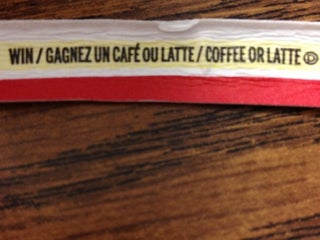 WIN / GAGNEZ UN CAFÉ OU LATTE / COFFEE OR LATTE Ⓓ